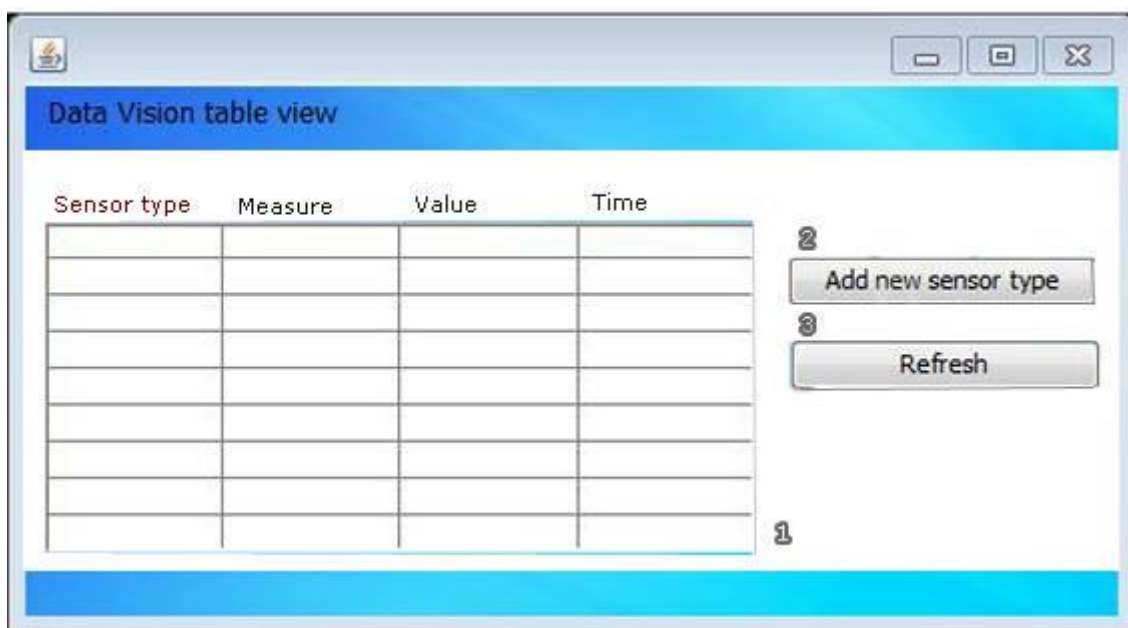 Data Vision table view
Sensor type Measure Value Time
2
Add new sensor type
3
Refresh
1